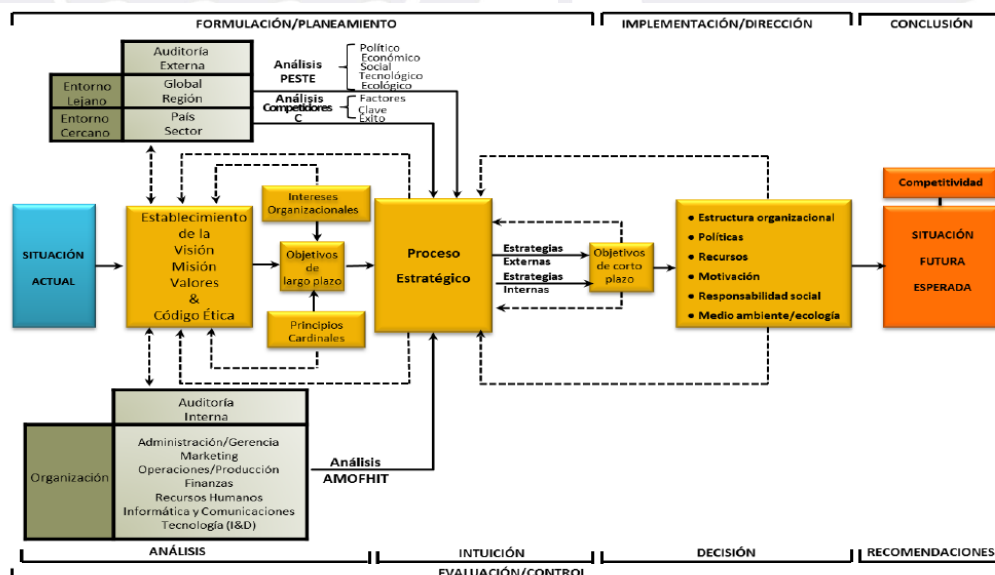 FORMULACIÓN/PLANEAMIENTO
IMPLEMENTACIÓN/DIRECCIÓN
CONCLUSIÓN
Auditoría
Externa
Entorno
Lejano
Global
Región
Entorno
Cercano
País
Sector
Análisis
PESTE
Político
Económico
Social
Tecnológico
Ecológico
Análisis
Competidores
C
Factores
Clave
Éxito
SITUACIÓN
ACTUAL
Establecimiento
de la
Visión
Misión
Valores
&
Código Ética
Intereses
Organizacionales
Objetivos
de
largo plazo
Principios
Cardinales
Proceso
Estratégico
Estrategias
Externas
Estrategias
Internas
Objetivos
de corto
plazo
• Estructura organizacional
• Políticas
• Recursos
• Motivación
• Responsabilidad social
• Medio ambiente/ecología
Competitividad
SITUACIÓN
FUTURA
ESPERADA
Auditoría
Interna
Organización
Administración/Gerencia
Marketing
Operaciones/Producción
Finanzas
Recursos Humanos
Informática y Comunicaciones
Tecnología (I&D)
Análisis
AMOFHIT
ANÁLISIS
INTUICIÓN
DECISIÓN
RECOMENDACIONES
EVALUACIÓN/CONTROL